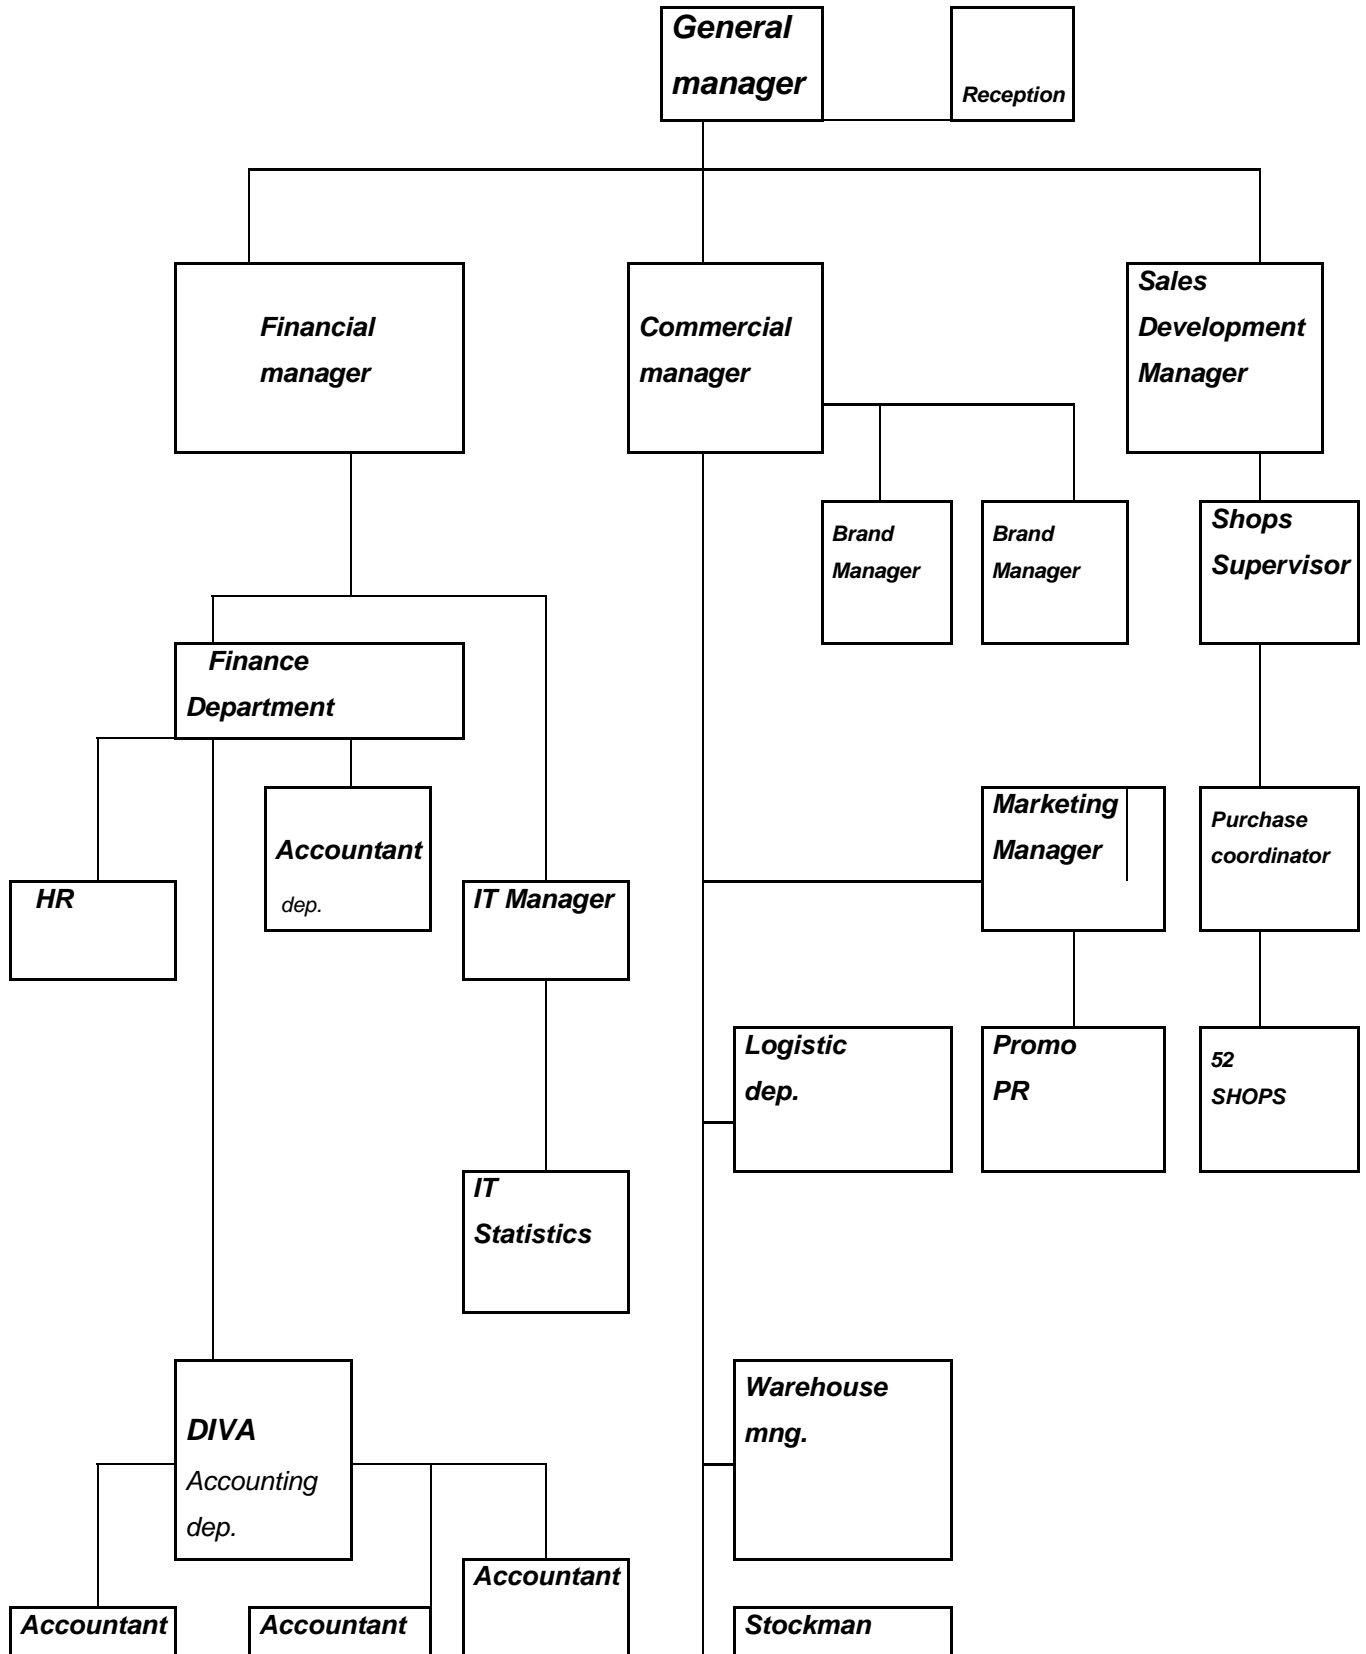 General
manager
Reception
Financial
manager
Commercial
manager
Sales
Development
Manager
Brand
Manager
Brand
Manager
Shops
Supervisor
Finance
Department
Accountant
dep.
HR
IT Manager
Marketing
Manager
Purchase
coordinator
Logistic
dep.
Promo
PR
52
SHOPS
IT
Statistics
DIVA
Accounting
dep.
Warehouse
mng.
Accountant
Accountant
Accountant
Stockman